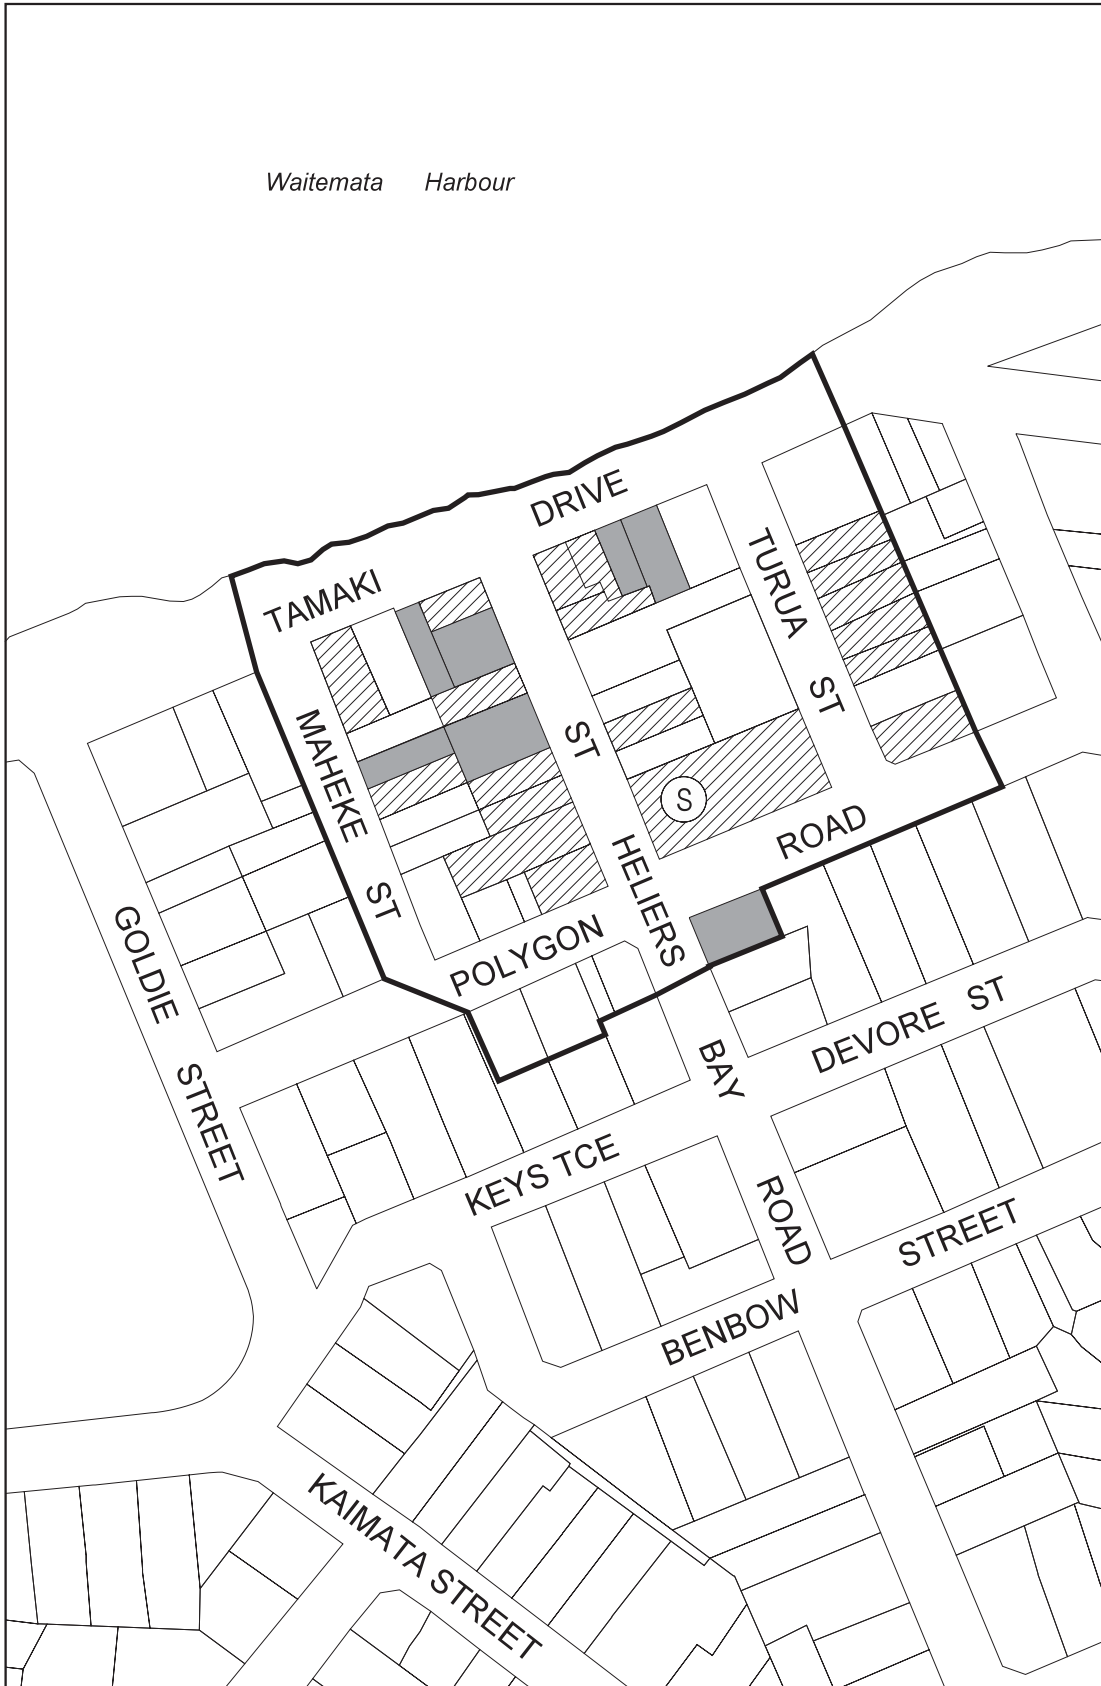 Waitemata Harbour
DRIVE
TAMAKI
TURUA ST
MAHEKE ST
ST HELIERS BAY ROAD
S
POLYGON ROAD
GOLDIE STREET
DEVORE ST
KEYS TCE
BENBOW STREET
KAIMATA STREET